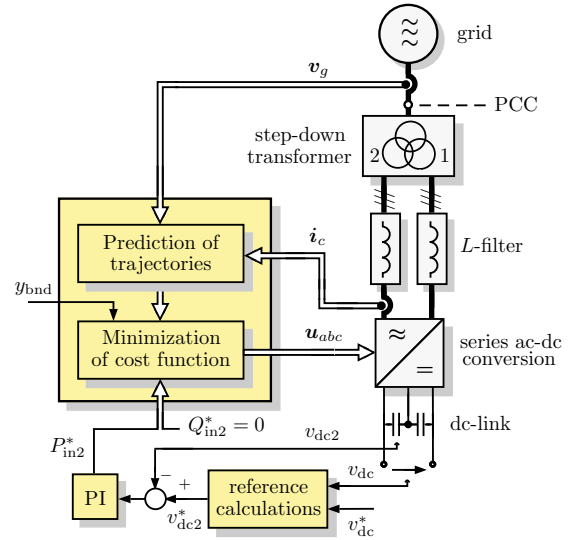 grid
v_g
PCC
step-down
transformer
2 1
Prediction of
trajectories
i_c
L-filter
y_bnd
Minimization
of cost function
u_abc
≈
=
series ac-dc
conversion
Q*_in2 = 0
P*_in2
v_dc2
dc-link
v_dc
−
+
PI
v*_dc2
reference
calculations
v*_dc